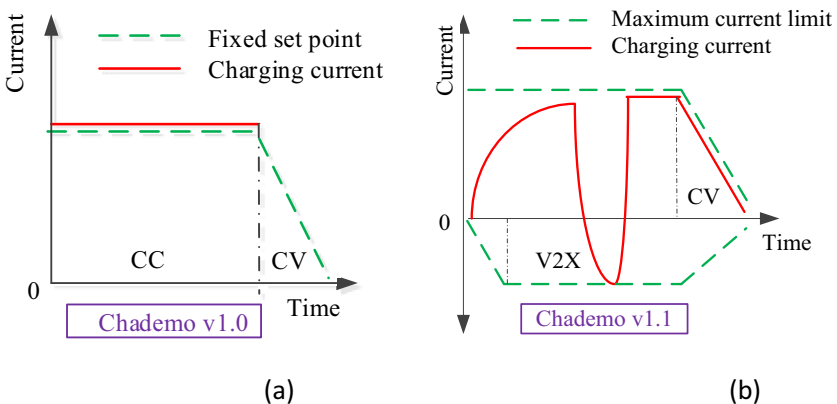 Current
Fixed set point
Charging current
CC
CV
0
Time
Chademo v1.0
(a)
Current
Maximum current limit
Charging current
0
CV
Time
V2X
Chademo v1.1
(b)